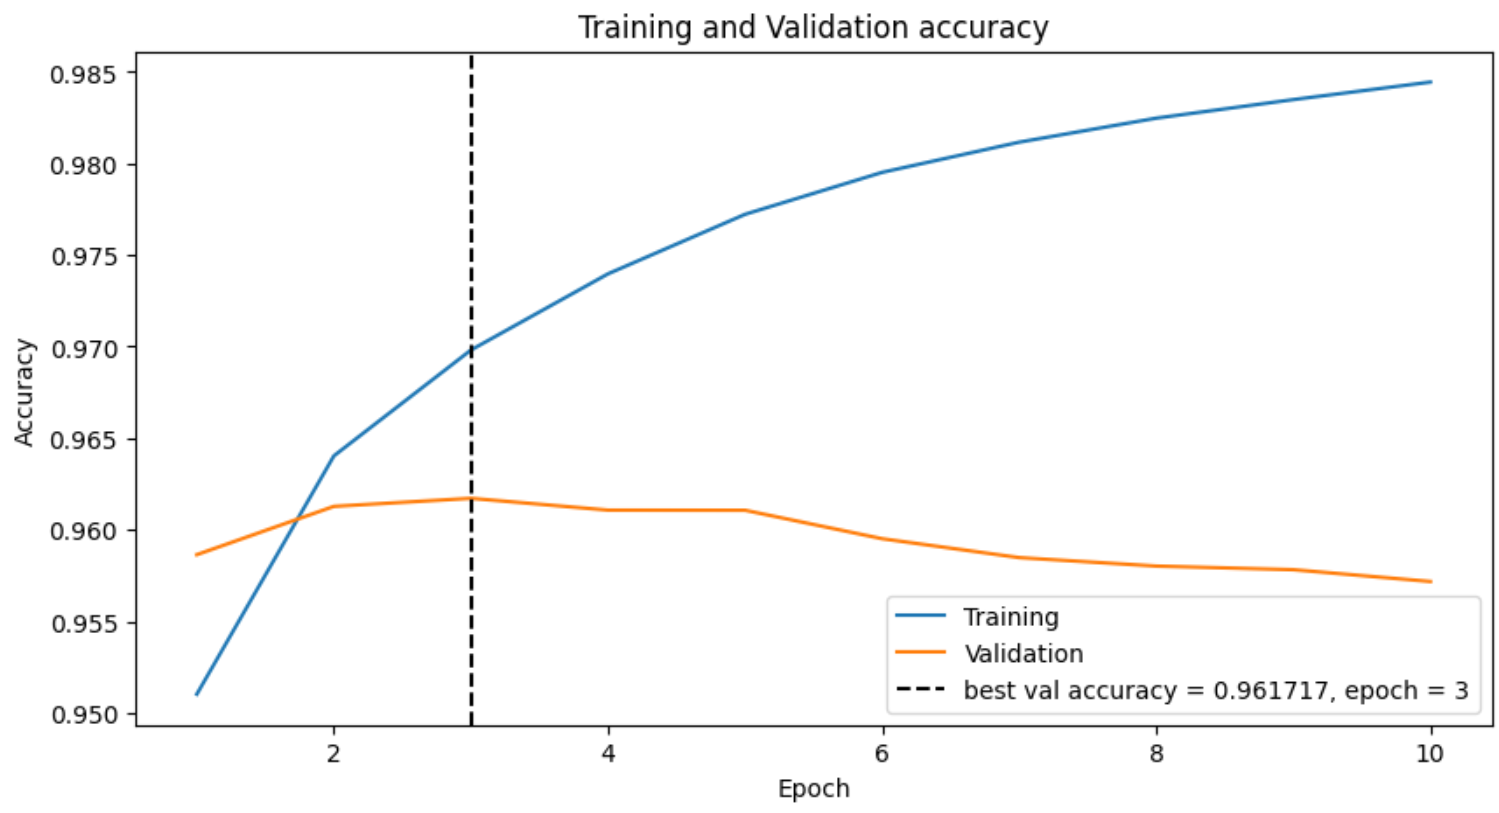 Training and Validation accuracy
0.985
0.980
0.975
0.970
0.965
0.960
0.955
0.950
Accuracy
Training
Validation
best val accuracy = 0.961717, epoch = 3
2 4 6 8 10
Epoch